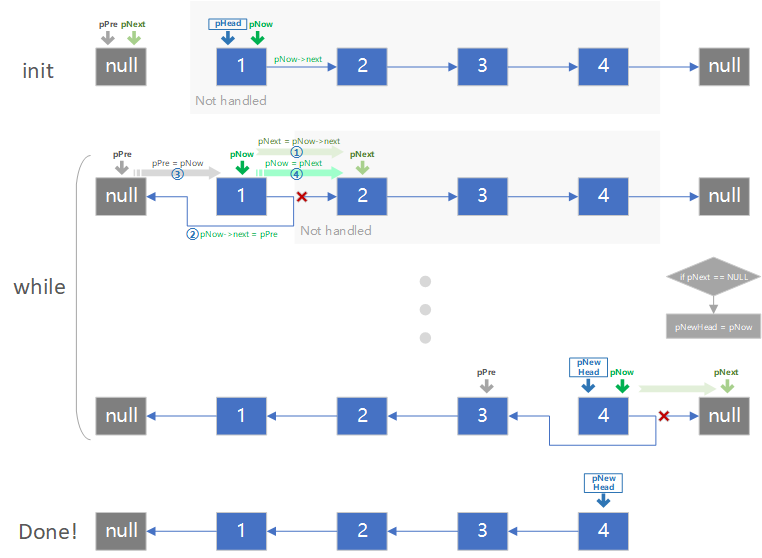 pPre pNext pHead pNow
init null 1 pNow->next 2 3 4 null
Not handled
pNext = pNow->next
①
pPre pNow pNext
pPre = pNow pNow = pNext
③ ④
null 1 2 3 4 null
② pNow->next = pPre Not handled
while
if pNext == NULL
pNewHead = pNow
pPre pNew
Head pNow pNext
null 1 2 3 4 null
pNew
Head
Done! null 1 2 3 4